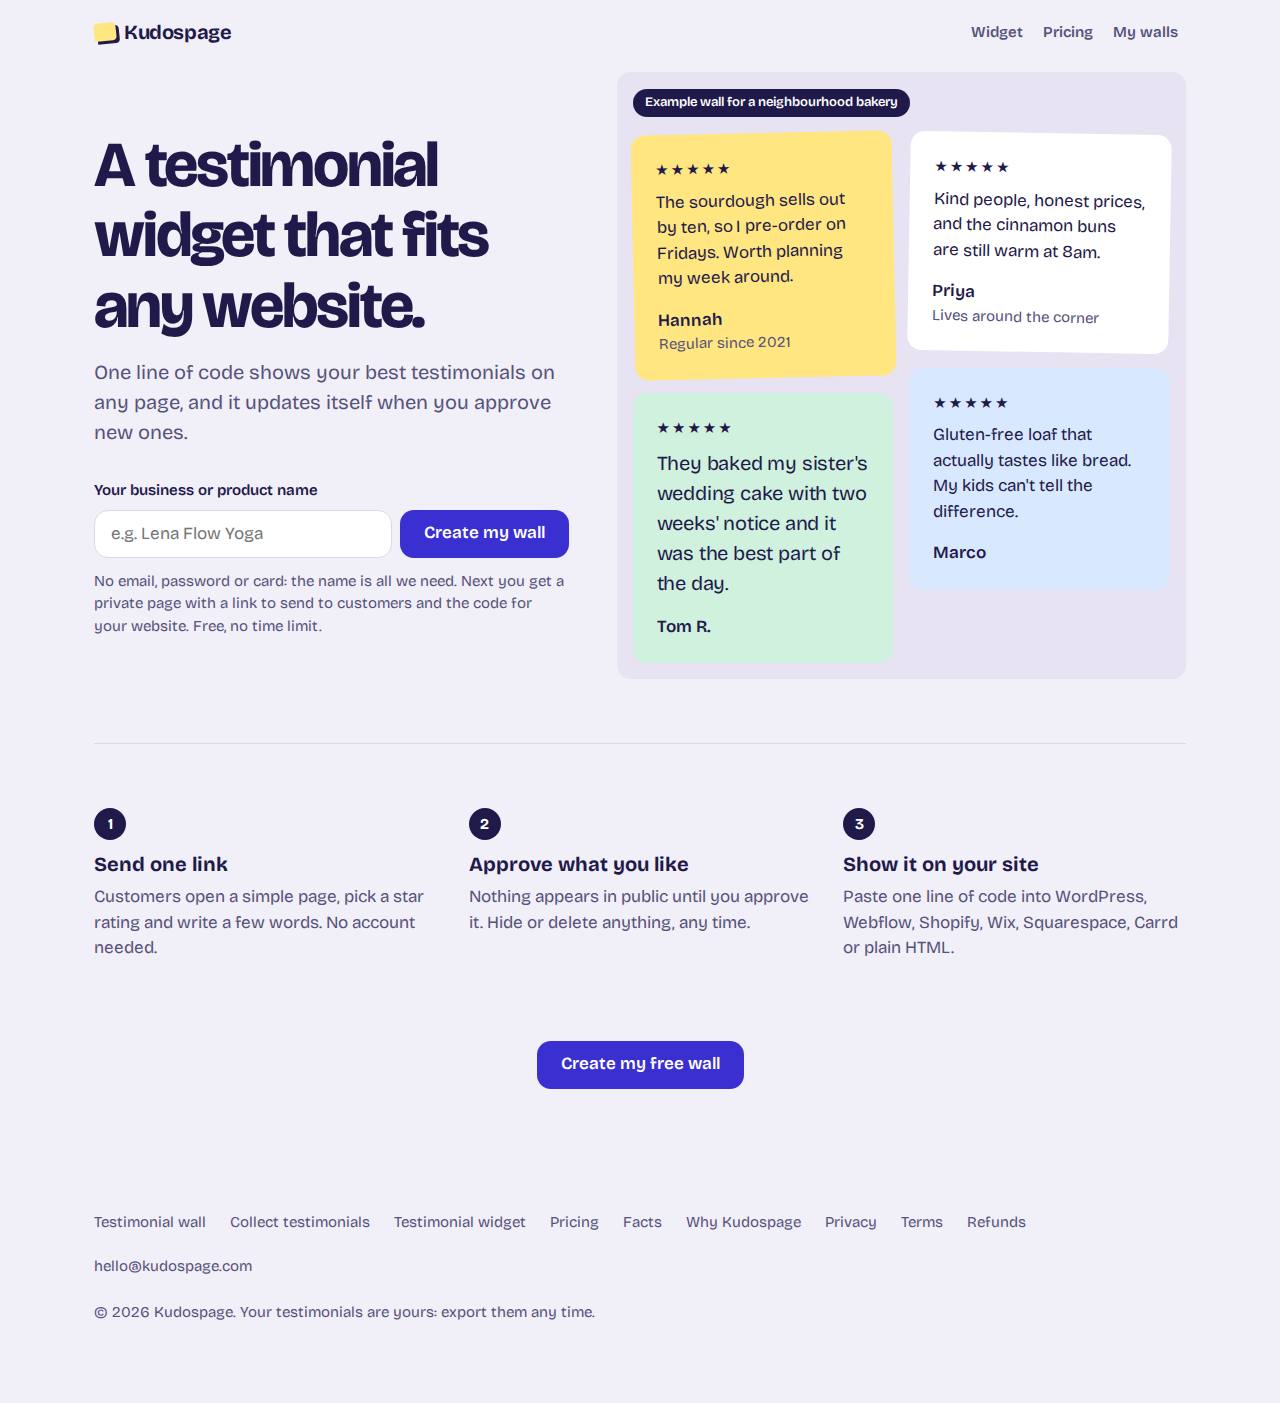 Kudospage
Widget
Pricing
My walls
A testimonial
widget that fits
any website.
One line of code shows your best testimonials on
any page, and it updates itself when you approve
new ones.
Your business or product name
e.g. Lena Flow Yoga
Create my wall
No email, password or card: the name is all we need. Next you get a
private page with a link to send to customers and the code for
your website. Free, no time limit.
Example wall for a neighbourhood bakery
★★★★★
The sourdough sells out
by ten, so I pre-order on
Fridays. Worth planning
my week around.
Hannah
Regular since 2021
★★★★★
They baked my sister's
wedding cake with two
weeks' notice and it
was the best part of
the day.
Tom R.
★★★★★
Kind people, honest prices,
and the cinnamon buns
are still warm at 8am.
Priya
Lives around the corner
★★★★★
Gluten-free loaf that
actually tastes like bread.
My kids can't tell the
difference.
Marco
1
Send one link
Customers open a simple page, pick a star
rating and write a few words. No account
needed.
2
Approve what you like
Nothing appears in public until you approve
it. Hide or delete anything, any time.
3
Show it on your site
Paste one line of code into WordPress,
Webflow, Shopify, Wix, Squarespace, Carrd
or plain HTML.
Create my free wall
Testimonial wall
Collect testimonials
Testimonial widget
Pricing
Facts
Why Kudospage
Privacy
Terms
Refunds
hello@kudospage.com
© 2026 Kudospage. Your testimonials are yours: export them any time.